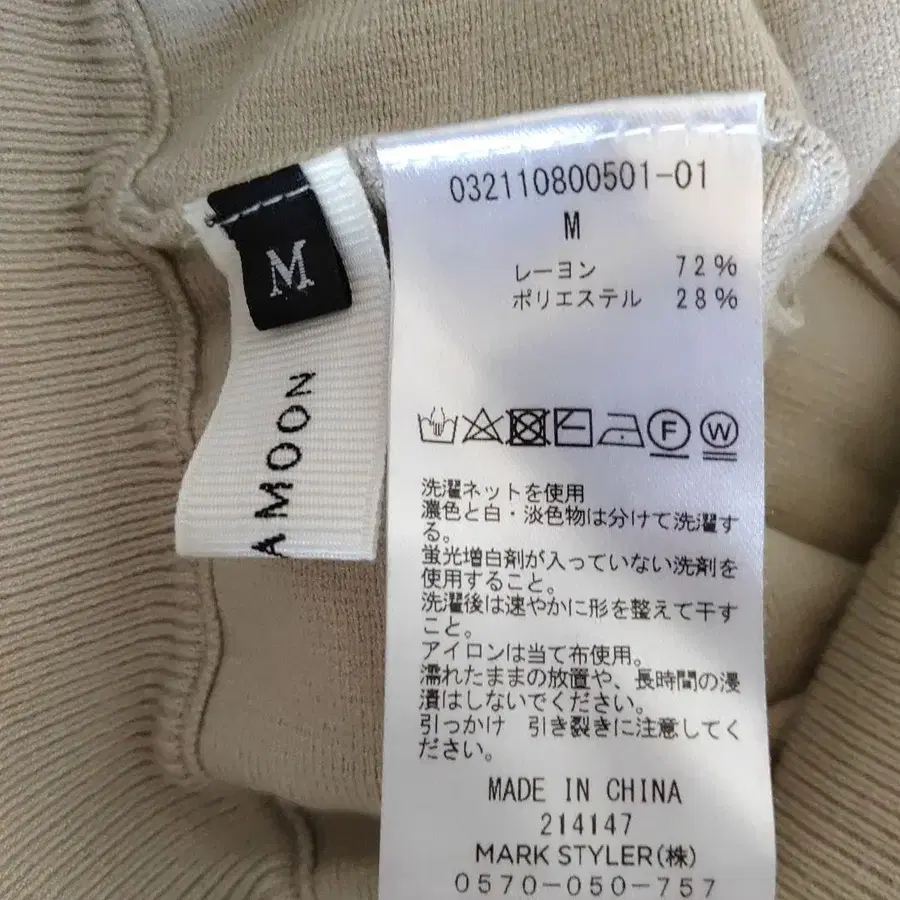 M
AMOON
032110800501-01
M
レーヨン 72%
ポリエステル 28%
F
W
洗濯ネットを使用
濃色と白・淡色物は分けて洗濯す
る。
蛍光増白剤が入っていない洗剤を
使用すること。
洗濯後は速やかに形を整えて干す
こと。
アイロンは当て布使用。
濡れたままの放置や、長時間の浸
漬はしないでください。
引っかけ 引き裂きに注意してく
ださい。
MADE IN CHINA
214147
MARK STYLER(株)
0570-050-757